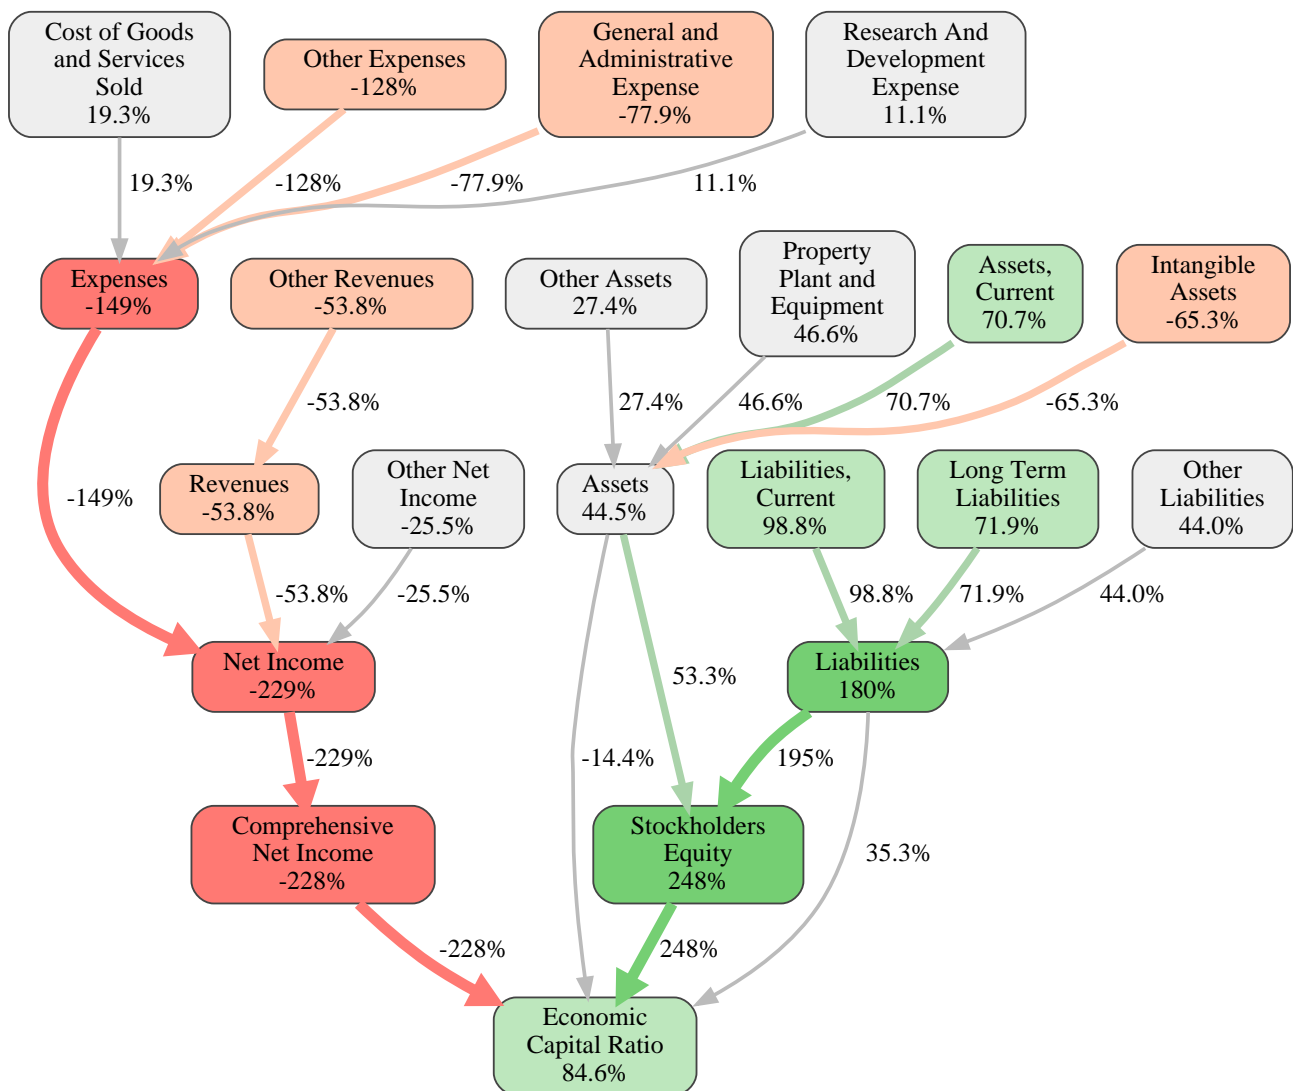 Cost of Goods
and Services
Sold
19.3%
Other Expenses
-128%
General and
Administrative
Expense
-77.9%
Research And
Development
Expense
11.1%
19.3%
-128%
-77.9%
11.1%
Expenses
-149%
Other Revenues
-53.8%
Other Assets
27.4%
Property
Plant and
Equipment
46.6%
Assets,
Current
70.7%
Intangible
Assets
-65.3%
-53.8%
27.4%
46.6%
70.7%
-65.3%
-149%
Revenues
-53.8%
Other Net
Income
-25.5%
Assets
44.5%
Liabilities,
Current
98.8%
Long Term
Liabilities
71.9%
Other
Liabilities
44.0%
-53.8%
-25.5%
98.8%
71.9%
44.0%
Net Income
-229%
53.3%
Liabilities
180%
-229%
-14.4%
195%
Comprehensive
Net Income
-228%
Stockholders
Equity
248%
35.3%
-228%
248%
Economic
Capital Ratio
84.6%